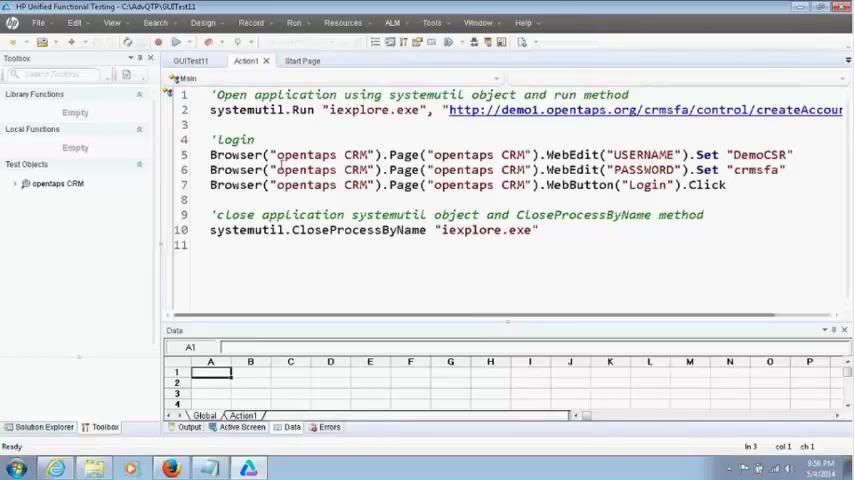 HP Unified Functional Testing - C:\AdvQTP\GUITest11
File Edit View Search Design Record Run Resources ALM Tools Window Help
Toolbox
Search Toolbox
Library Functions
Empty
Local Functions
Empty
Test Objects
opentaps CRM
GUITest11 Action1 Start Page
Main
1 'Open application using systemutil object and run method
2 systemutil.Run "iexplore.exe", "http://demo1.opentaps.org/crmsfa/control/createAccour
3
4 'login
5 Browser("opentaps CRM").Page("opentaps CRM").WebEdit("USERNAME").Set "DemoCSR"
6 Browser("opentaps CRM").Page("opentaps CRM").WebEdit("PASSWORD").Set "crmsfa"
7 Browser("opentaps CRM").Page("opentaps CRM").WebButton("Login").Click
8
9 'close application systemutil object and CloseProcessByName method
10 systemutil.CloseProcessByName "iexplore.exe"
11
Data
A1
A B C D E F G H I J K L M N O P
1
2
3
4
Global Action1
Solution Explorer Toolbox
Output Active Screen Data Errors
Ready
ln 3 col 1 ch 1
9:56 PM
5/4/2014